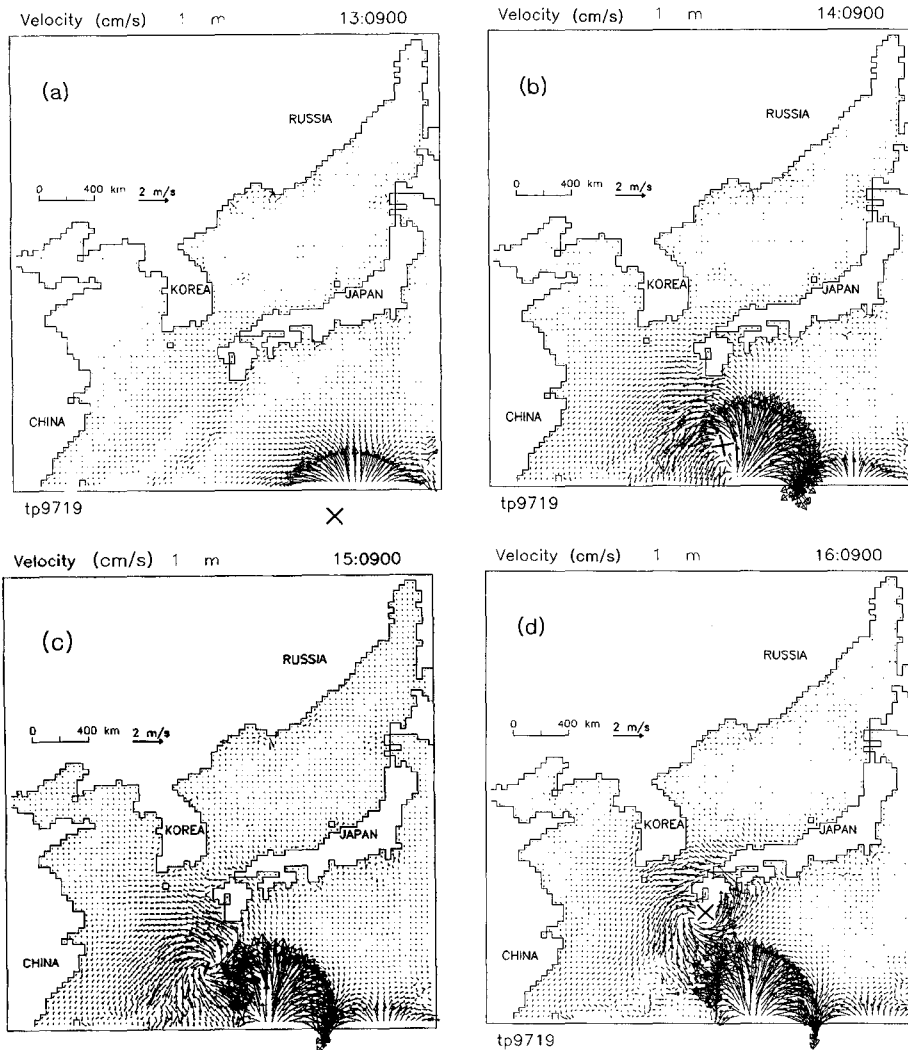 Velocity (cm/s) 1 m 13:0900
(a)
RUSSIA
0 400 km 2 m/s
KOREA
JAPAN
CHINA
tp9719
Velocity (cm/s) 1 m 14:0900
(b)
RUSSIA
0 400 km 2 m/s
KOREA
JAPAN
CHINA
tp9719
Velocity (cm/s) 1 m 15:0900
(c)
RUSSIA
0 400 km 2 m/s
KOREA
JAPAN
CHINA
Velocity (cm/s) 1 m 16:0900
(d)
RUSSIA
0 400 km 2 m/s
KOREA
JAPAN
CHINA
tp9719